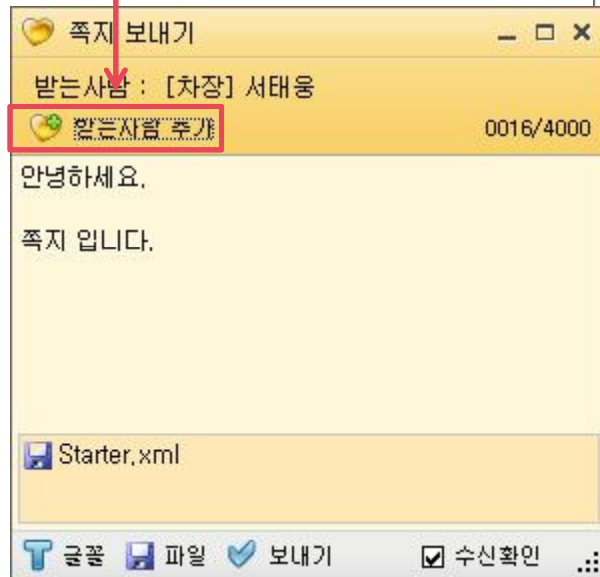 쪽지 보내기
받는사람 : [차장] 서태웅
받는사람 추가
0016/4000
안녕하세요.
쪽지 입니다.
Starter.xml
글꼴 파일 보내기 수신확인